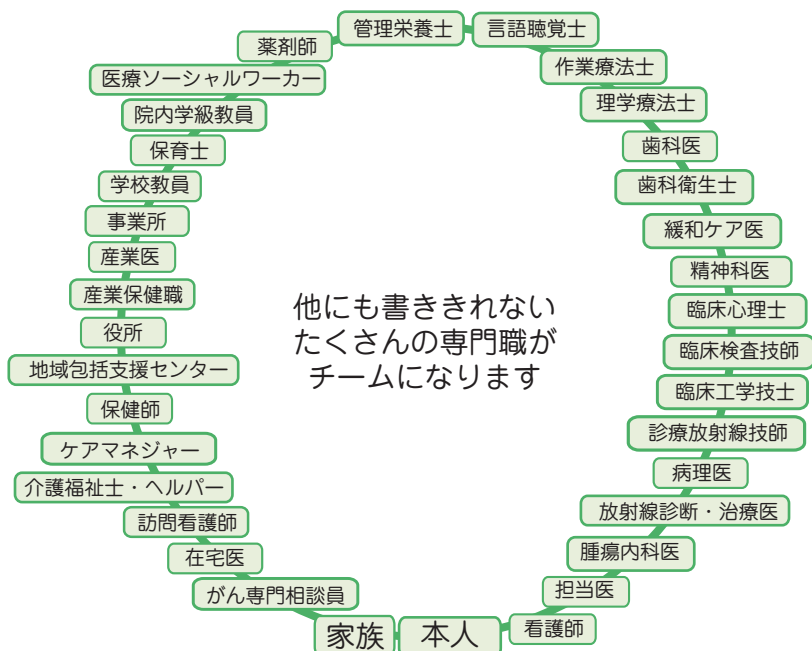 管理栄養士
言語聴覚士
作業療法士
理学療法士
歯科医
歯科衛生士
緩和ケア医
精神科医
臨床心理士
臨床検査技師
臨床工学技士
診療放射線技師
病理医
放射線診断・治療医
腫瘍内科医
担当医
看護師
本人
家族
がん専門相談員
在宅医
訪問看護師
介護福祉士・ヘルパー
ケアマネジャー
保健師
地域包括支援センター
役所
産業保健職
産業医
事業所
学校教員
保育士
院内学級教員
医療ソーシャルワーカー
薬剤師
他にも書ききれない
たくさんの専門職が
チームになります